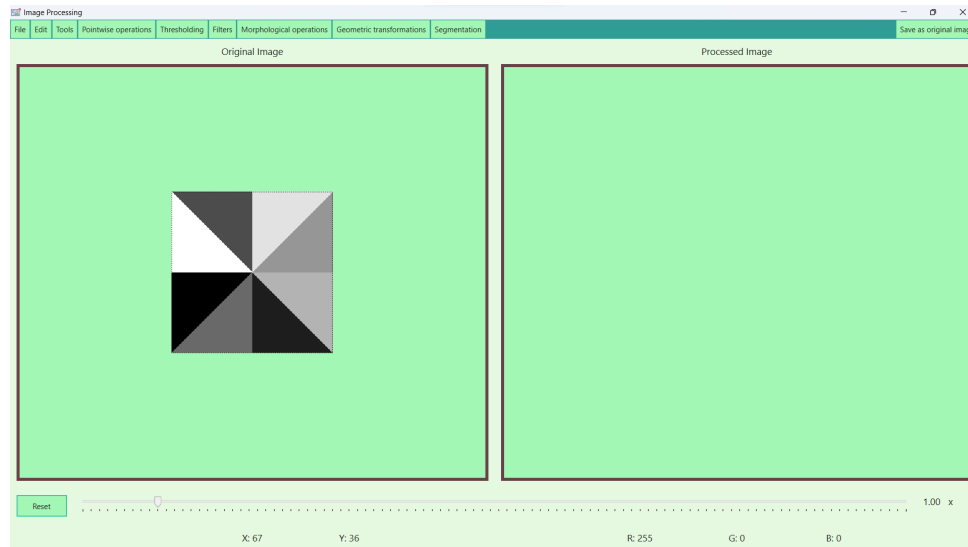 Image Processing
File Edit Tools Pointwise operations Thresholding Filters Morphological operations Geometric transformations Segmentation Save as original imag
Original Image Processed Image
Reset 1.00 x
X: 67 Y: 36 R: 255 G: 0 B: 0